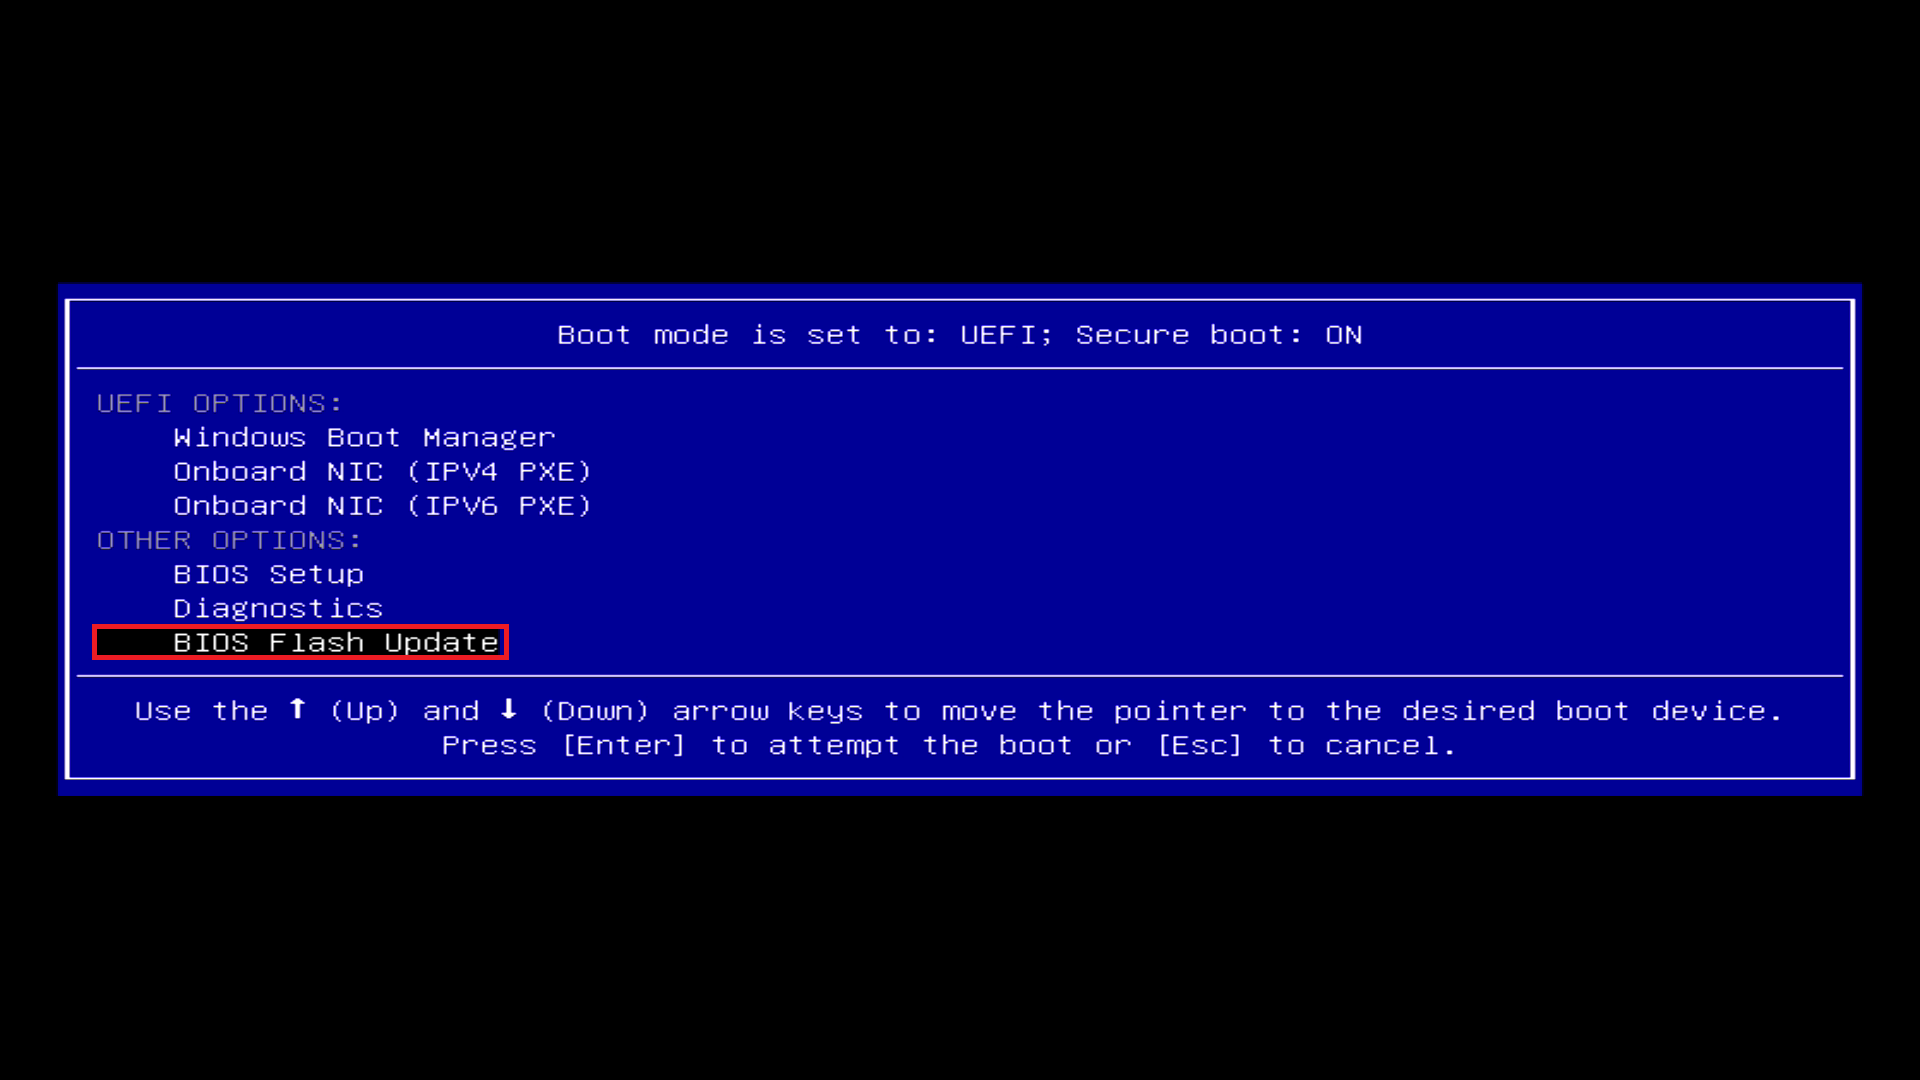 Boot mode is set to: UEFI; Secure boot: ON
UEFI OPTIONS:
Windows Boot Manager
Onboard NIC (IPV4 PXE)
Onboard NIC (IPV6 PXE)
OTHER OPTIONS:
BIOS Setup
Diagnostics
BIOS Flash Update
Use the ↑ (Up) and ↓ (Down) arrow keys to move the pointer to the desired boot device.
Press [Enter] to attempt the boot or [Esc] to cancel.